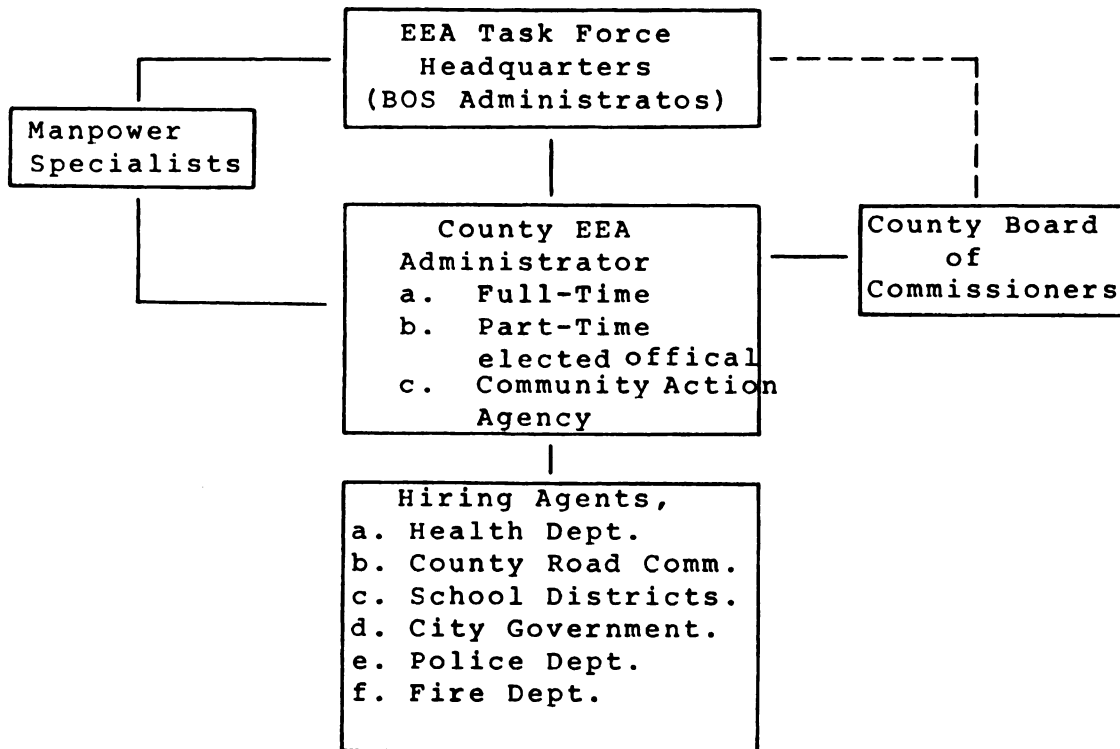 EEA Task Force
Headquarters
(BOS Administratos)
Manpower
Specialists
County EEA
Administrator
a. Full-Time
b. Part-Time
elected offical
c. Community Action
Agency
County Board
of
Commissioners
Hiring Agents,
a. Health Dept.
b. County Road Comm.
c. School Districts.
d. City Government.
e. Police Dept.
f. Fire Dept.